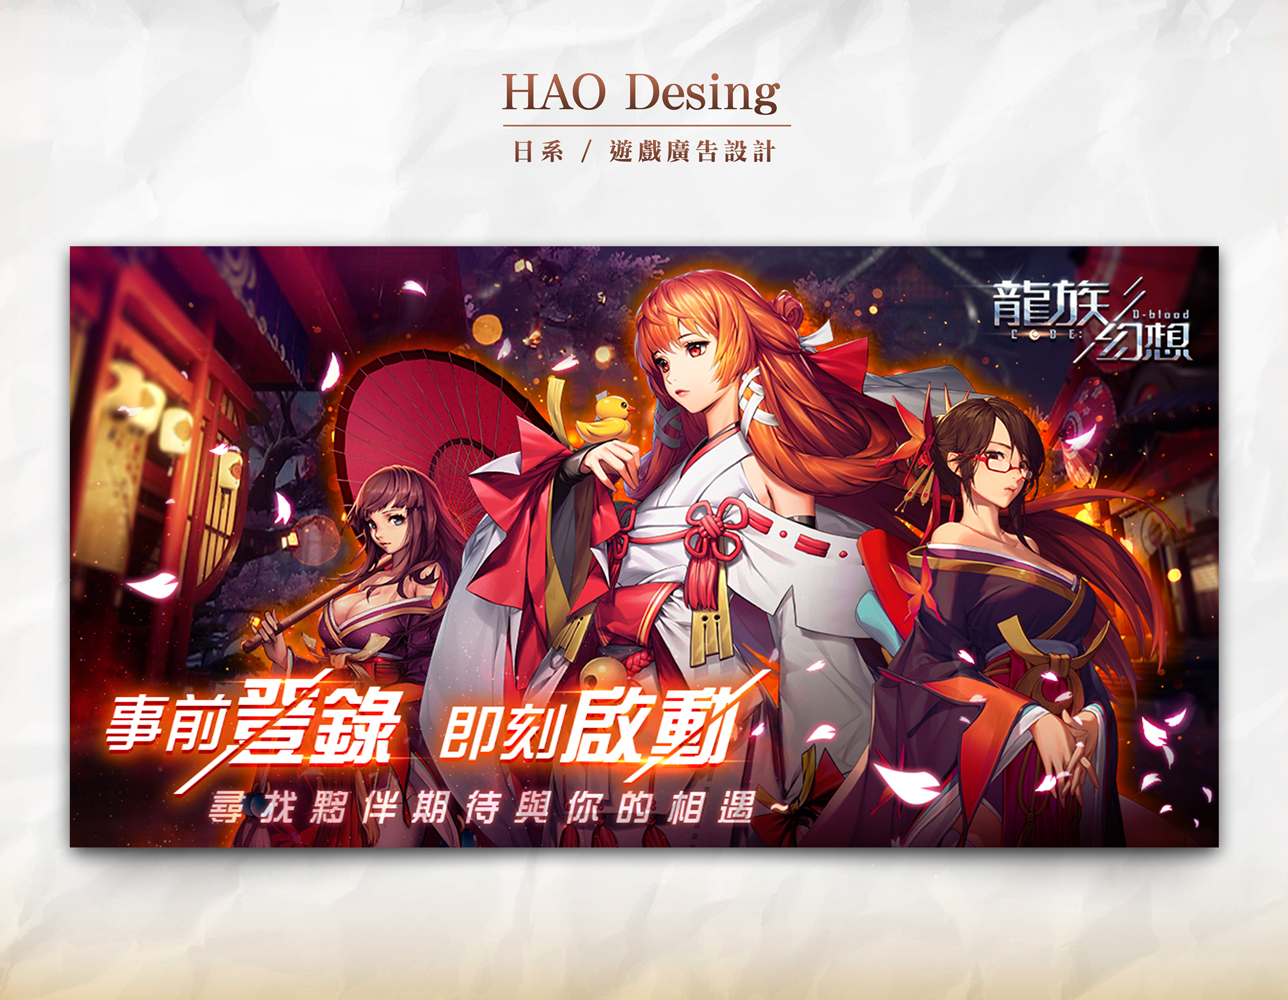 HAO Desing
日系 / 遊戲廣告設計
龍族
幻想
CODE:
D-blood
事前登錄 即刻啟動
尋找夥伴期待與你的相遇~